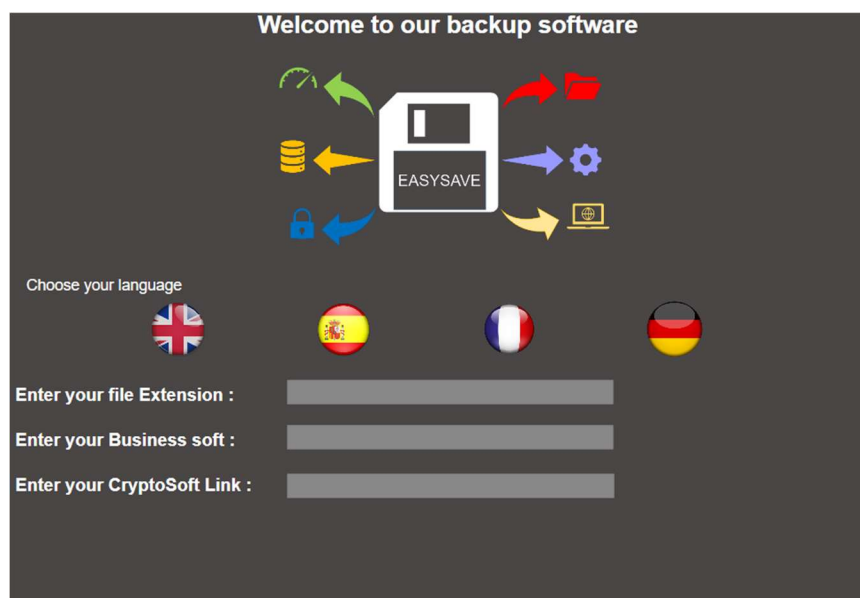 Welcome to our backup software
EASYSAVE
Choose your language
Enter your file Extension :
Enter your Business soft :
Enter your CryptoSoft Link :